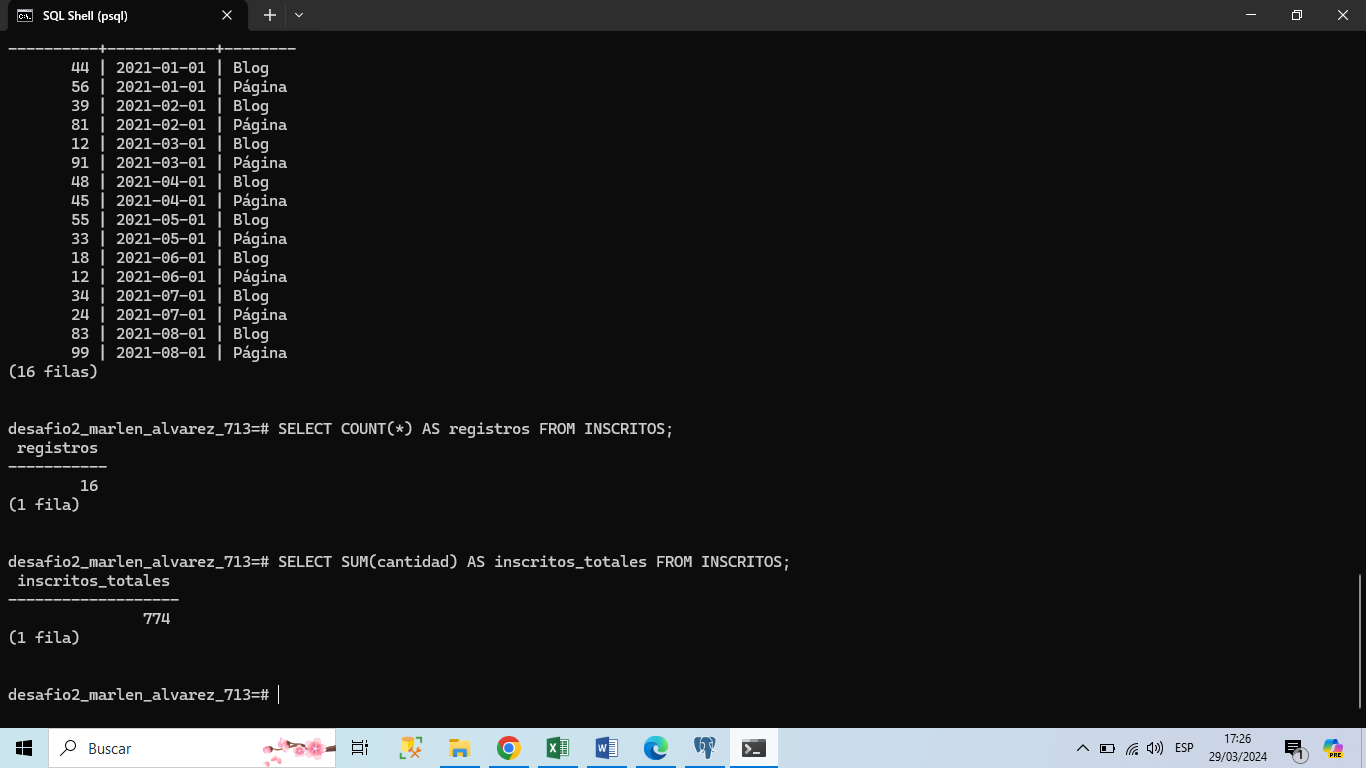 SQL Shell (psql)
----------+------------+--------
44 | 2021-01-01 | Blog
56 | 2021-01-01 | Página
39 | 2021-02-01 | Blog
81 | 2021-02-01 | Página
12 | 2021-03-01 | Blog
91 | 2021-03-01 | Página
48 | 2021-04-01 | Blog
45 | 2021-04-01 | Página
55 | 2021-05-01 | Blog
33 | 2021-05-01 | Página
18 | 2021-06-01 | Blog
12 | 2021-06-01 | Página
34 | 2021-07-01 | Blog
24 | 2021-07-01 | Página
83 | 2021-08-01 | Blog
99 | 2021-08-01 | Página
(16 filas)
desafio2_marlen_alvarez_713=# SELECT COUNT(*) AS registros FROM INSCRITOS;
registros
-----------
16
(1 fila)
desafio2_marlen_alvarez_713=# SELECT SUM(cantidad) AS inscritos_totales FROM INSCRITOS;
inscritos_totales
-------------------
774
(1 fila)
desafio2_marlen_alvarez_713=#
Buscar
ESP
17:26
29/03/2024
1
PRE